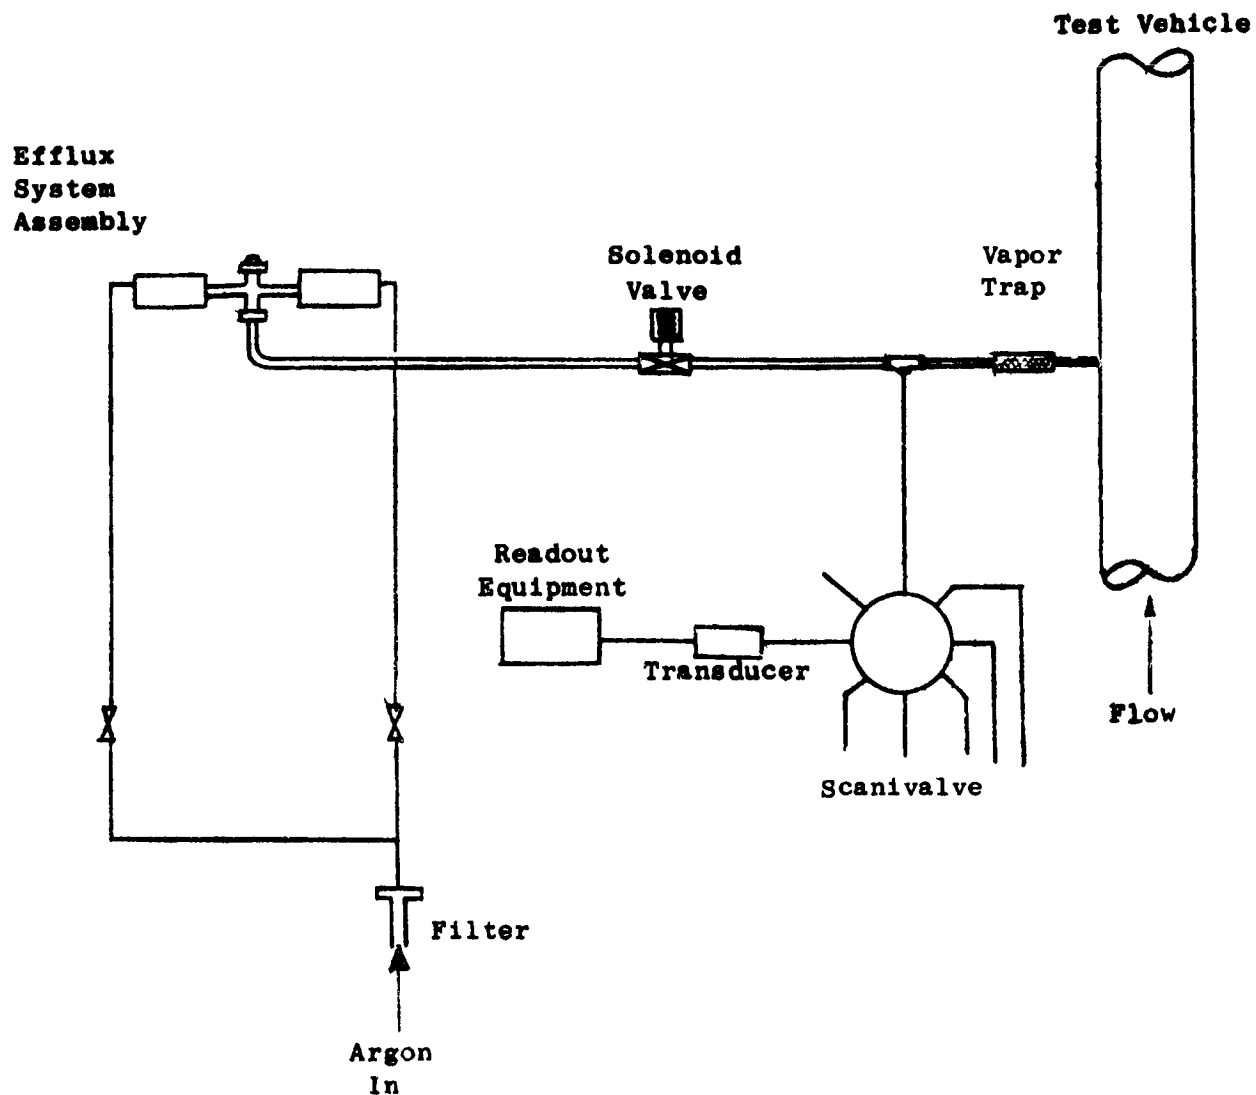 Test Vehicle
Efflux
System
Assembly
Solenoid
Valve
Vapor
Trap
Readout
Equipment
Transducer
Flow
Scanivalve
Filter
Argon
In